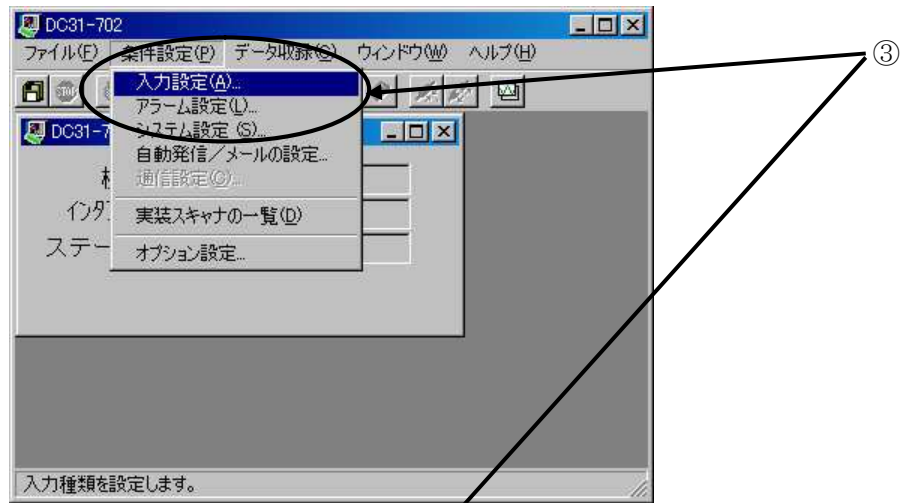 DC31-702
ファイル(F) 条件設定(P) データ収録(C) ウィンドウ(W) ヘルプ(H)
③
入力設定(A)...
アラーム設定(L)...
DC31-7
システム設定 (S)...
自動発信/メールの設定...
通信設定(C)...
インタ
実装スキャナの一覧(D)
ステー
オプション設定...
入力種類を設定します。